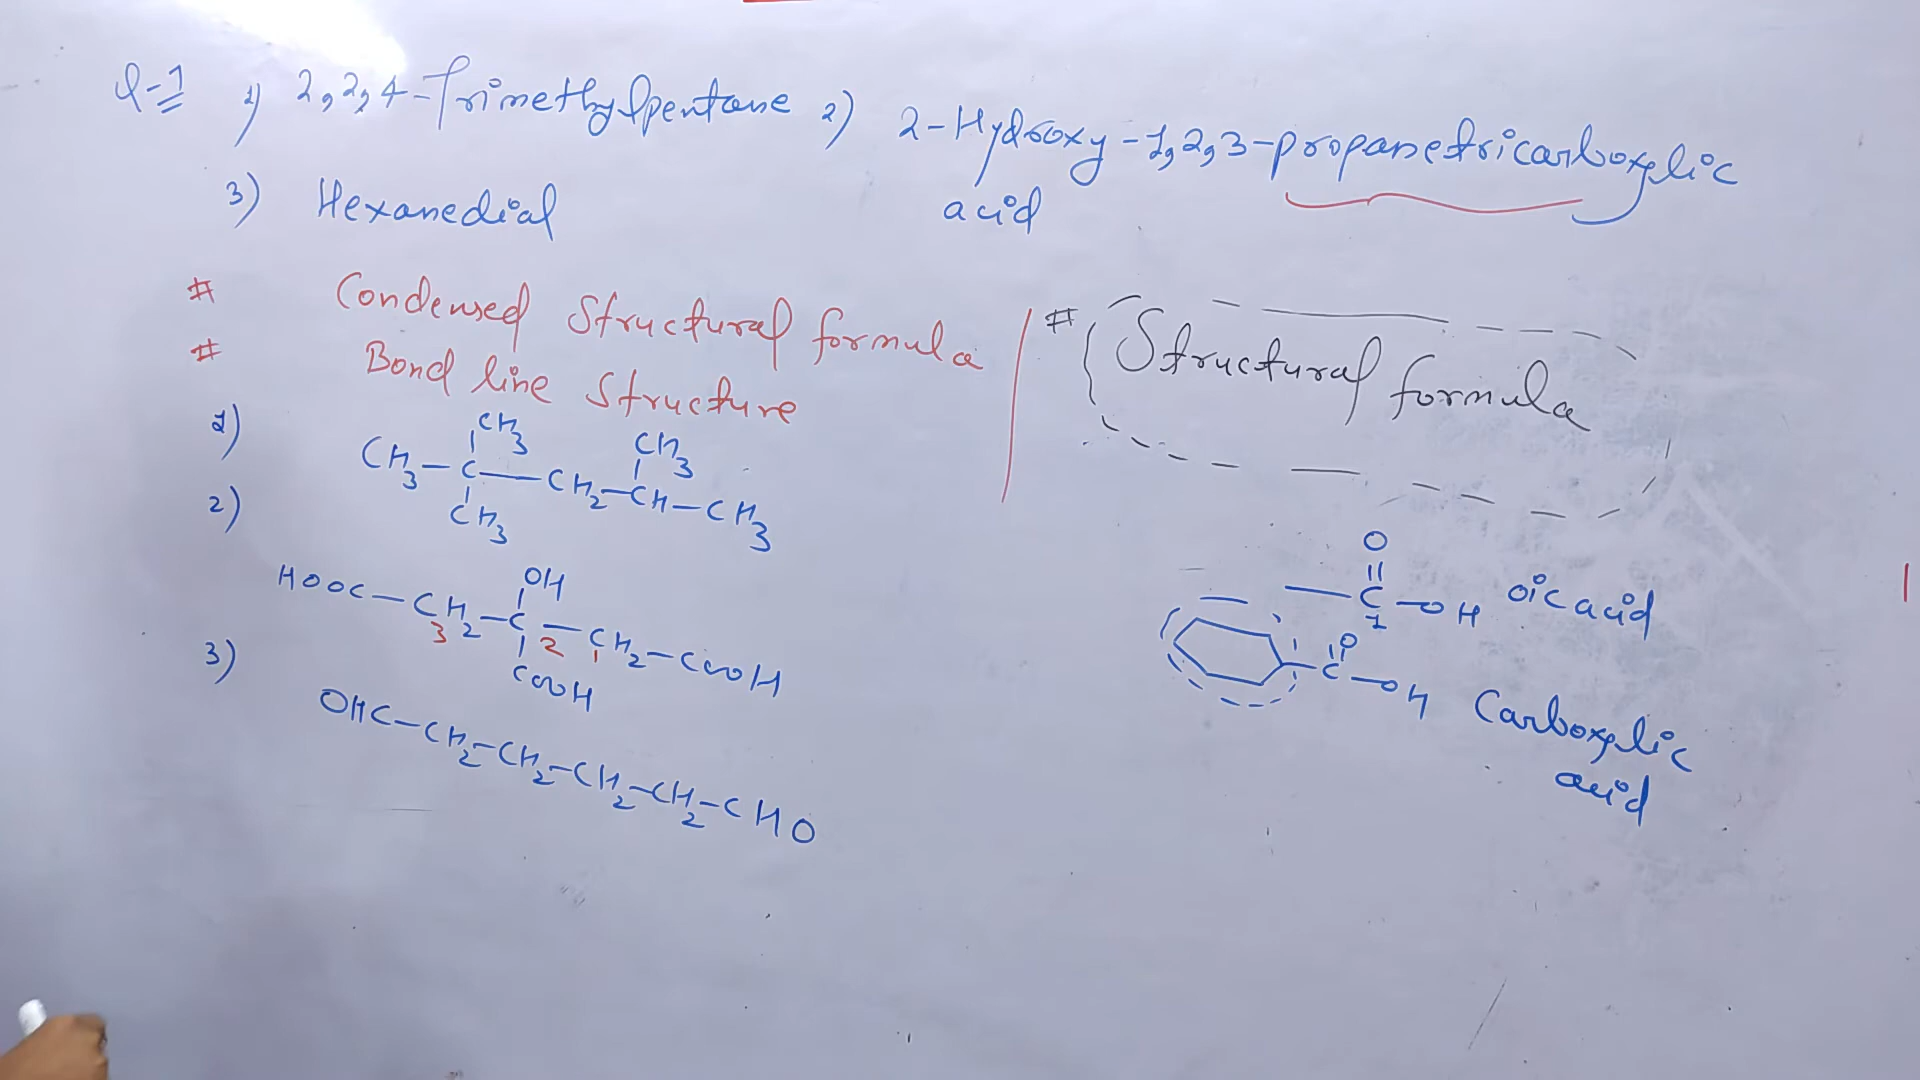 Q-1 1) 2,2,4-Trimethylpentane 2) 2-Hydroxy-1,2,3-propanetricarboxylic acid
3) Hexanedial
# Condensed Structural formula
# Bond line Structure
# Structural formula
1)
CH3
CH3
CH3-C-CH2-CH-CH3
CH3
2)
OH
HOOC-CH2-C-CH2-COOH
3 2 1
COOH
3)
OHC-CH2-CH2-CH2-CH2-CHO
O
C-OH oic acid
1
O
C-OH Carboxylic acid